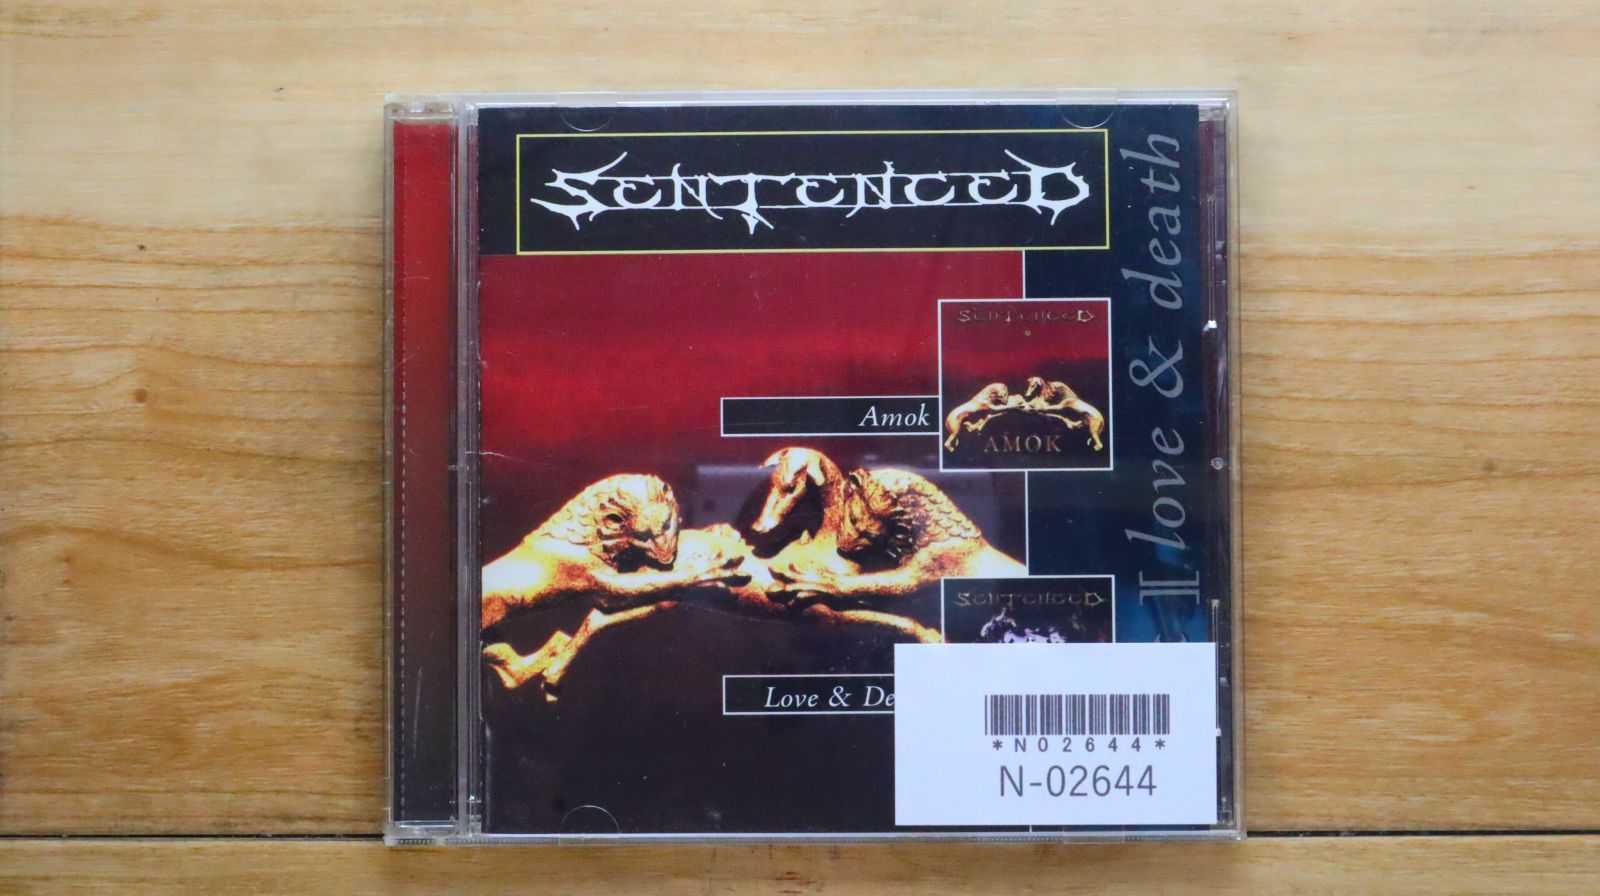 SENTENCED
Amok
SENTENCED
AMOK
love & death
SENTENCED
Love & De
*N02644*
N-02644